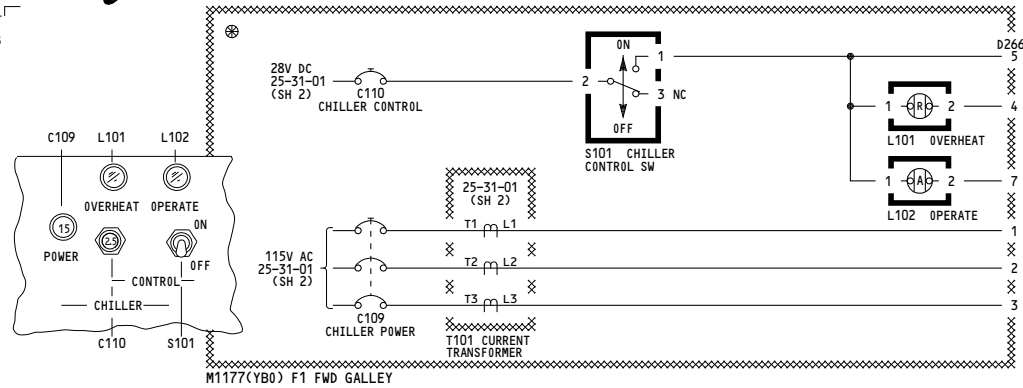 ON
D266
28V DC
25-31-01
(SH 2)
C110
CHILLER CONTROL
1
2
3 NC
OFF
S101 CHILLER
CONTROL SW
5
1 R 2
4
L101 OVERHEAT
1 A 2
7
L102 OPERATE
C109 L101 L102
OVERHEAT OPERATE
15
POWER
2.5
ON
OFF
CONTROL
CHILLER
C110 S101
25-31-01
(SH 2)
T1 L1
1
115V AC
25-31-01
(SH 2)
T2 L2
2
T3 L3
3
C109
CHILLER POWER
T101 CURRENT
TRANSFORMER
M1177(YB0) F1 FWD GALLEY